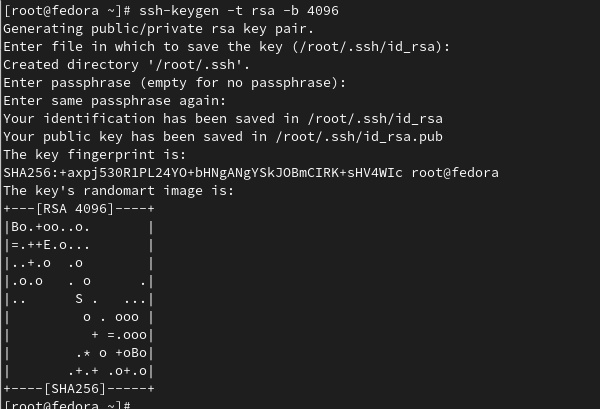 [root@fedora ~]# ssh-keygen -t rsa -b 4096
Generating public/private rsa key pair.
Enter file in which to save the key (/root/.ssh/id_rsa):
Created directory '/root/.ssh'.
Enter passphrase (empty for no passphrase):
Enter same passphrase again:
Your identification has been saved in /root/.ssh/id_rsa
Your public key has been saved in /root/.ssh/id_rsa.pub
The key fingerprint is:
SHA256:+axpj530R1PL24YO+bHNgANgYSkJOBmCIRK+sHV4WIc root@fedora
The key's randomart image is:
+---[RSA 4096]----+
|Bo.+oo..o.       |
|=.++E.o...       |
|..+.o  .o        |
|.o.o   . o      .|
|..      S .   ...|
|         o . ooo |
|          + =.ooo|
|        .* o +oBo|
|       .+.+ .o+.o|
+----[SHA256]-----+
[root@fedora ~]#